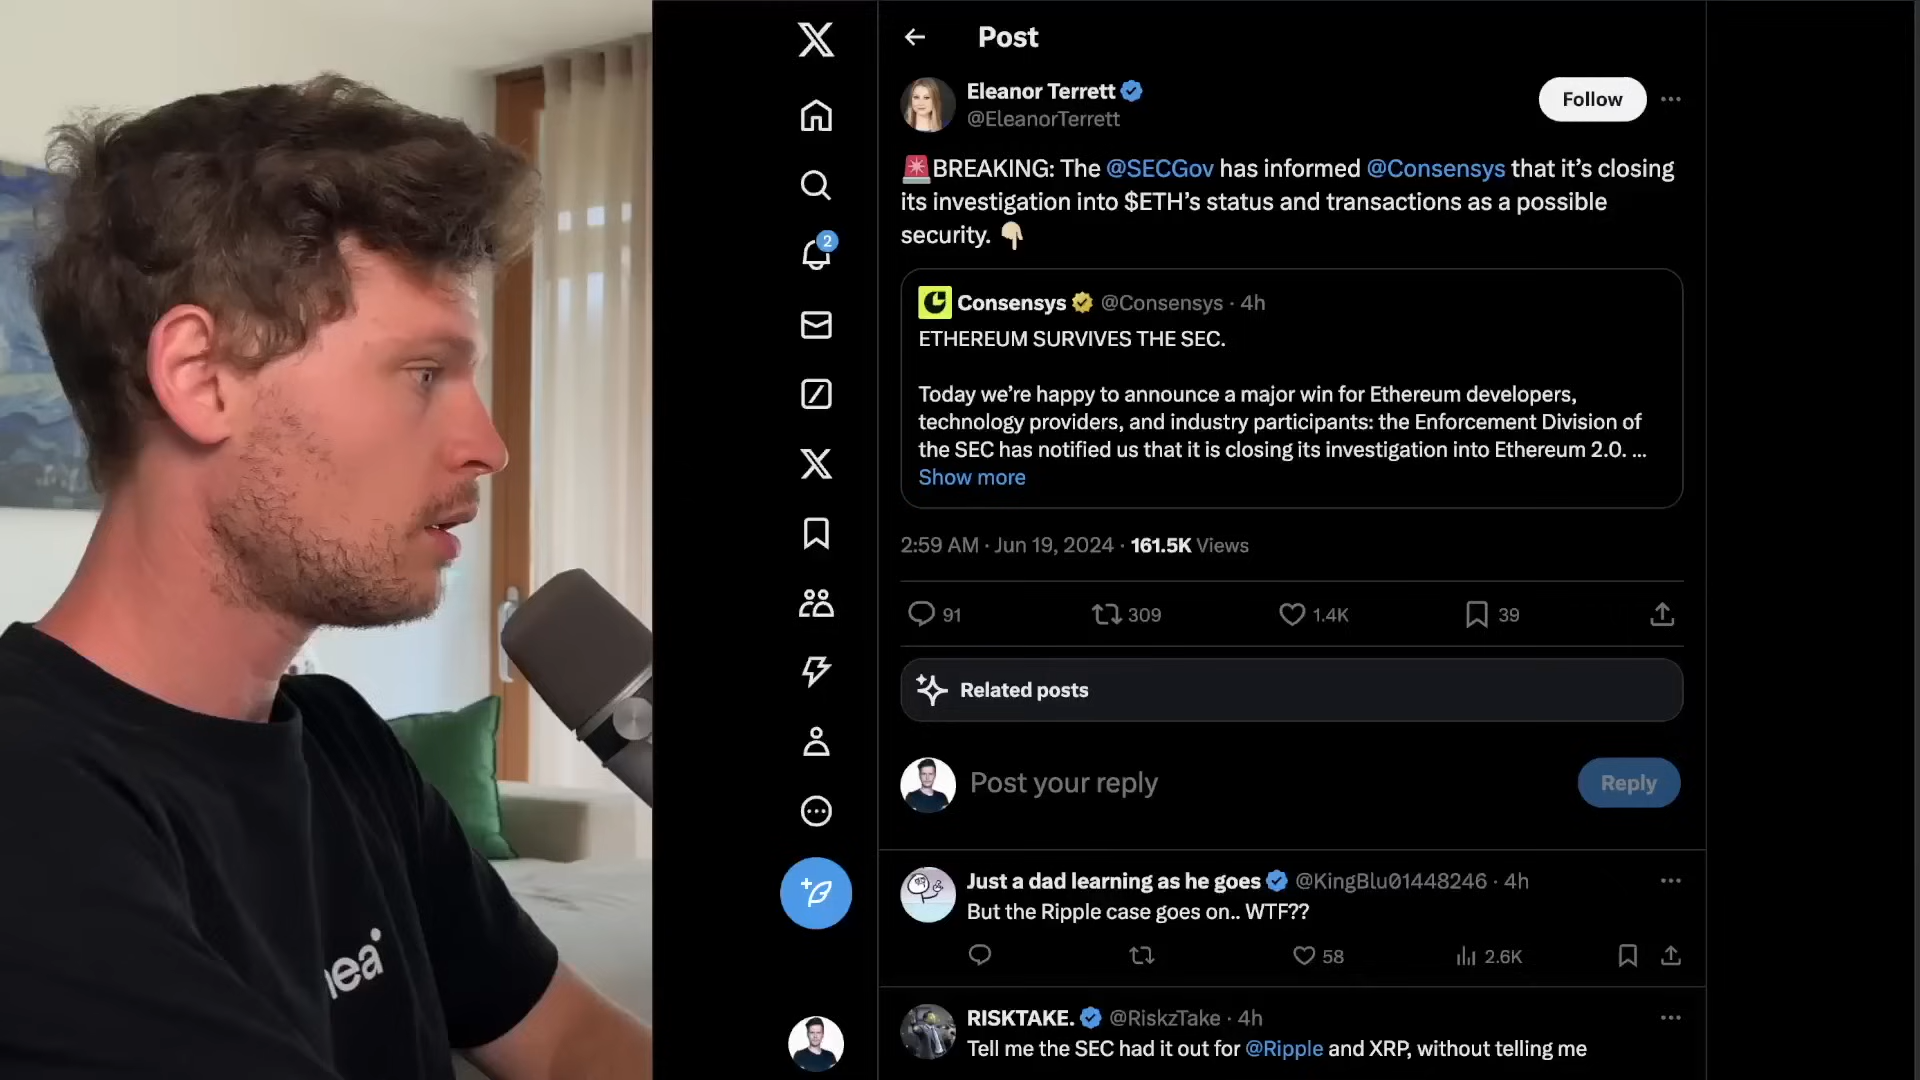 Post
Eleanor Terrett
@EleanorTerrett
Follow
🚨BREAKING: The @SECGov has informed @Consensys that it’s closing
its investigation into $ETH’s status and transactions as a possible
security. 👇
Consensys @Consensys · 4h
ETHEREUM SURVIVES THE SEC.
Today we’re happy to announce a major win for Ethereum developers,
technology providers, and industry participants: the Enforcement Division of
the SEC has notified us that it is closing its investigation into Ethereum 2.0. ...
Show more
2:59 AM · Jun 19, 2024 · 161.5K Views
91 309 1.4K 39
Related posts
Post your reply
Reply
Just a dad learning as he goes @KingBlu01448246 · 4h
But the Ripple case goes on.. WTF??
58 2.6K
RISKTAKE. @RiskzTake · 4h
Tell me the SEC had it out for @Ripple and XRP, without telling me
2